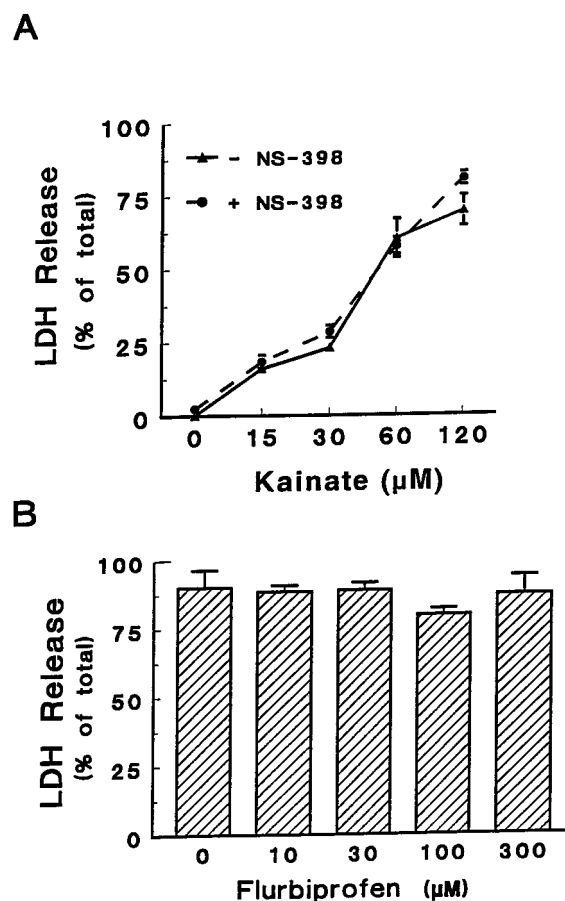 A
100
75
50
25
0
LDH Release
(% of total)
- NS-398
+ NS-398
0 15 30 60 120
Kainate (µM)
B
100
75
50
25
0
LDH Release
(% of total)
0 10 30 100 300
Flurbiprofen (µM)